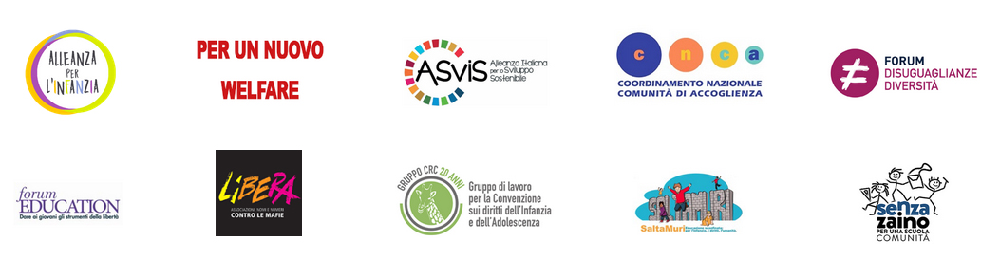 ALLEANZA
PER
L'INFANZIA
PER UN NUOVO
WELFARE
ASviS
Alleanza Italiana
per lo Sviluppo
Sostenibile
cnca
COORDINAMENTO NAZIONALE
COMUNITÀ DI ACCOGLIENZA
≠
FORUM
DISUGUAGLIANZE
DIVERSITÀ
forum
EDUCATION
Dare ai giovani gli strumenti della libertà
LIBERA
ASSOCIAZIONI, NOMI E NUMERI
CONTRO LE MAFIE
GRUPPO CRC 20 ANNI
Gruppo di lavoro
per la Convenzione
sui diritti dell'Infanzia
e dell'Adolescenza
SALTAMURI
SaltaMuri
senza
zaino
PER UNA SCUOLA
COMUNITÀ